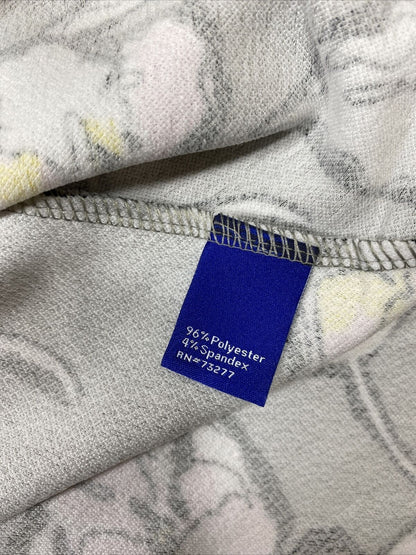 96% Polyester
4% Spandex
RN#73277